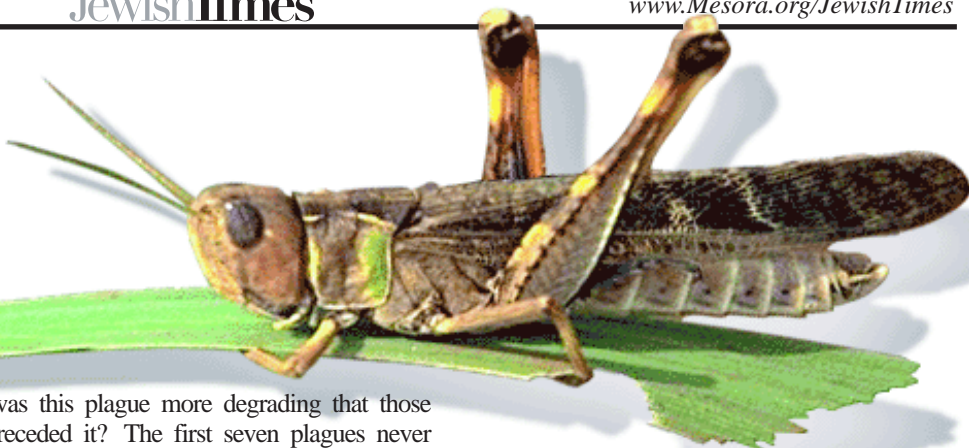 JewishTimes
www.Mesora.org/JewishTimes
was this plague more degrading that those
receded it? The first seven plagues never